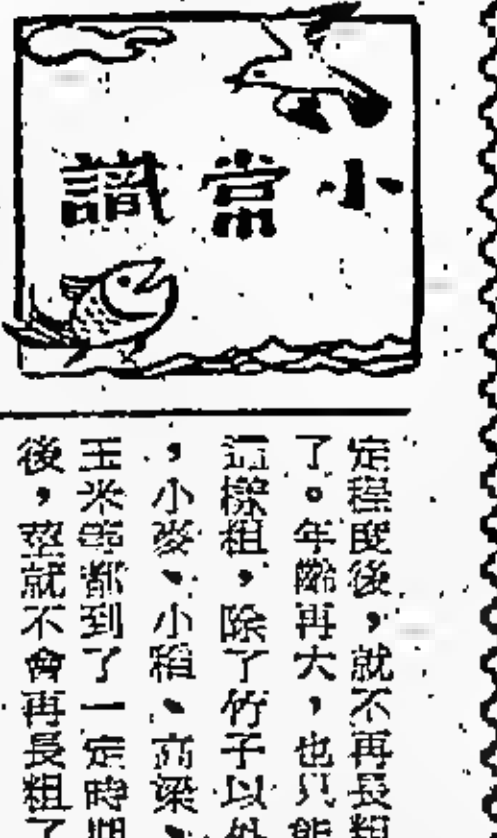 小常識
定程度後，就不再長粗
了。年齡再大，也只能
這樣粗，除了竹子以外
，小麥、小稻、高梁、
玉米等都到了一定時期
後，莖就不會再長粗了